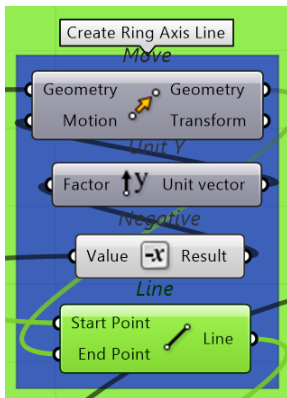 Create Ring Axis Line
Move
Geometry Geometry
Motion Transform
Unit Y
Factor y Unit vector
Negative
Value -x Result
Line
Start Point
Line
End Point